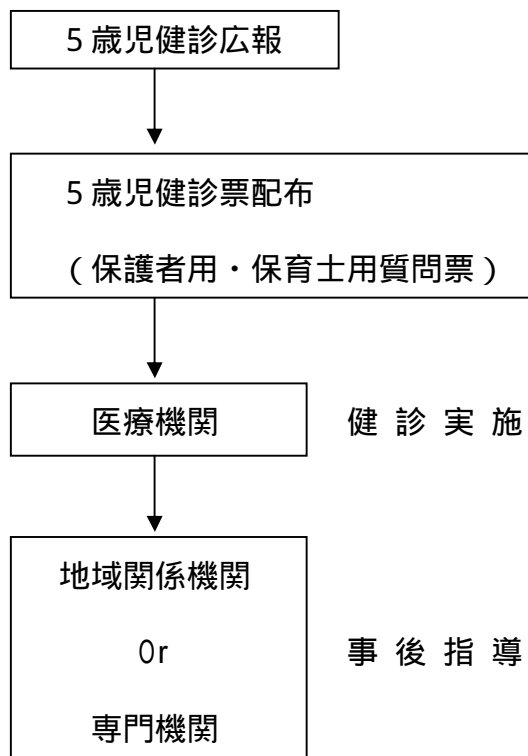 5歳児健診広報
5歳児健診票配布
(保護者用・保育士用質問票)
医療機関
健診実施
地域関係機関
Or
専門機関
事後指導